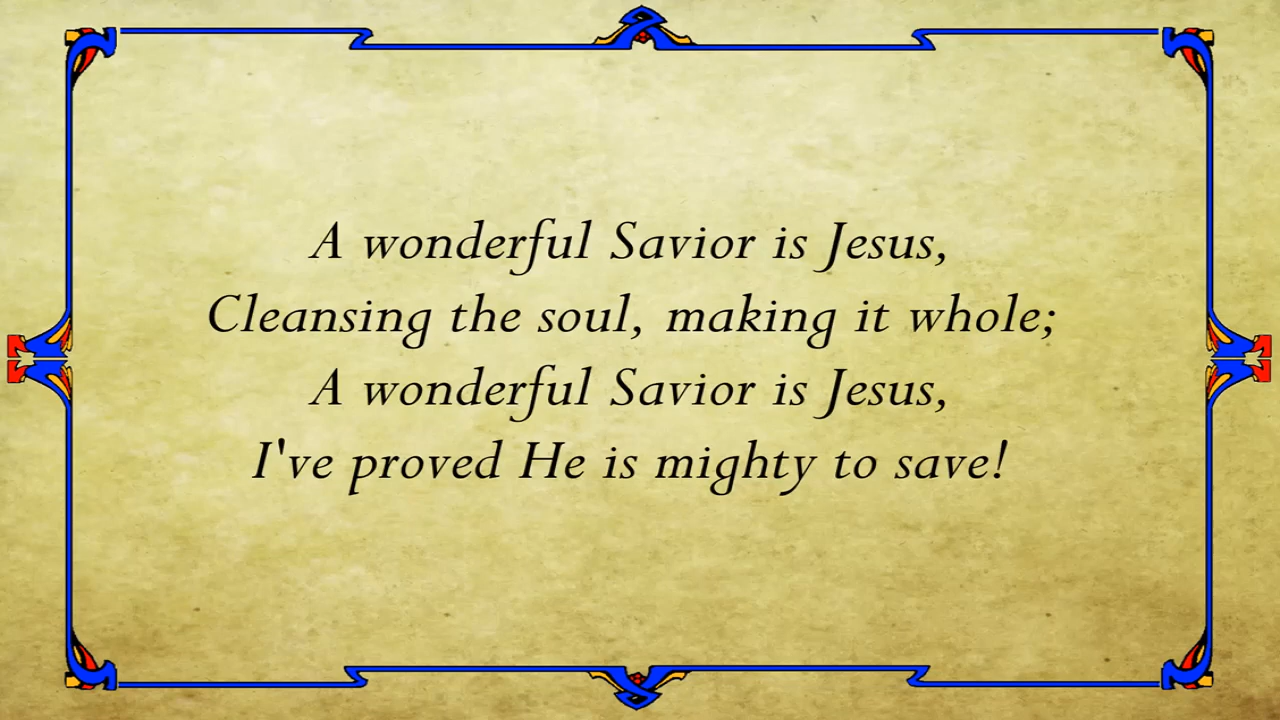 A wonderful Savior is Jesus,
Cleansing the soul, making it whole;
A wonderful Savior is Jesus,
I've proved He is mighty to save!